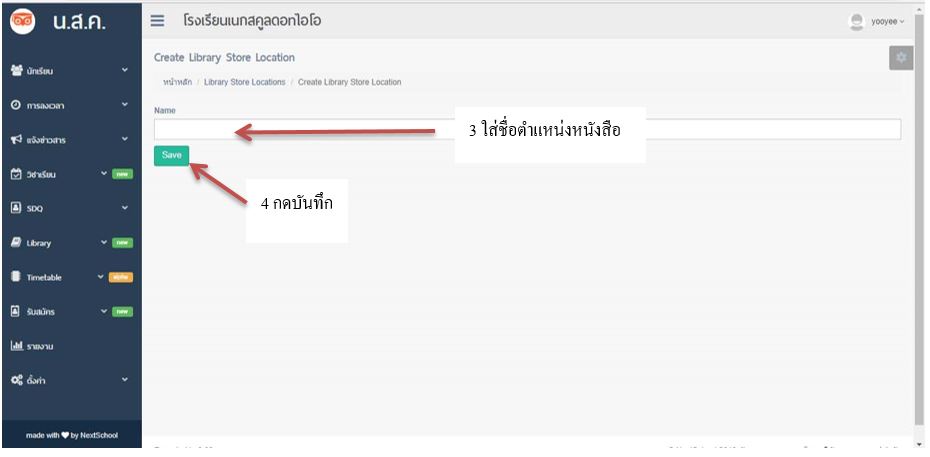 น.ส.ค.
โรงเรียนเนกสคูลดอทไอโอ
yooyee
นักเรียน
การลงเวลา
แจ้งข่าวสาร
วิชาเรียน new
SDQ
Library new
Timetable alpha
รับสมัคร new
รายงาน
ตั้งค่า
made with by NextSchool
Create Library Store Location
หน้าหลัก / Library Store Locations / Create Library Store Location
Name
3 ใส่ชื่อตำแหน่งหนังสือ
Save
4 กดบันทึก